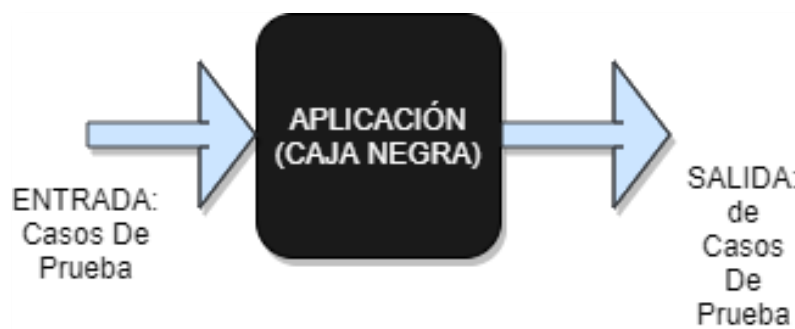 APLICACIÓN
(CAJA NEGRA)
ENTRADA:
Casos De
Prueba
SALIDA:
de
Casos
De
Prueba